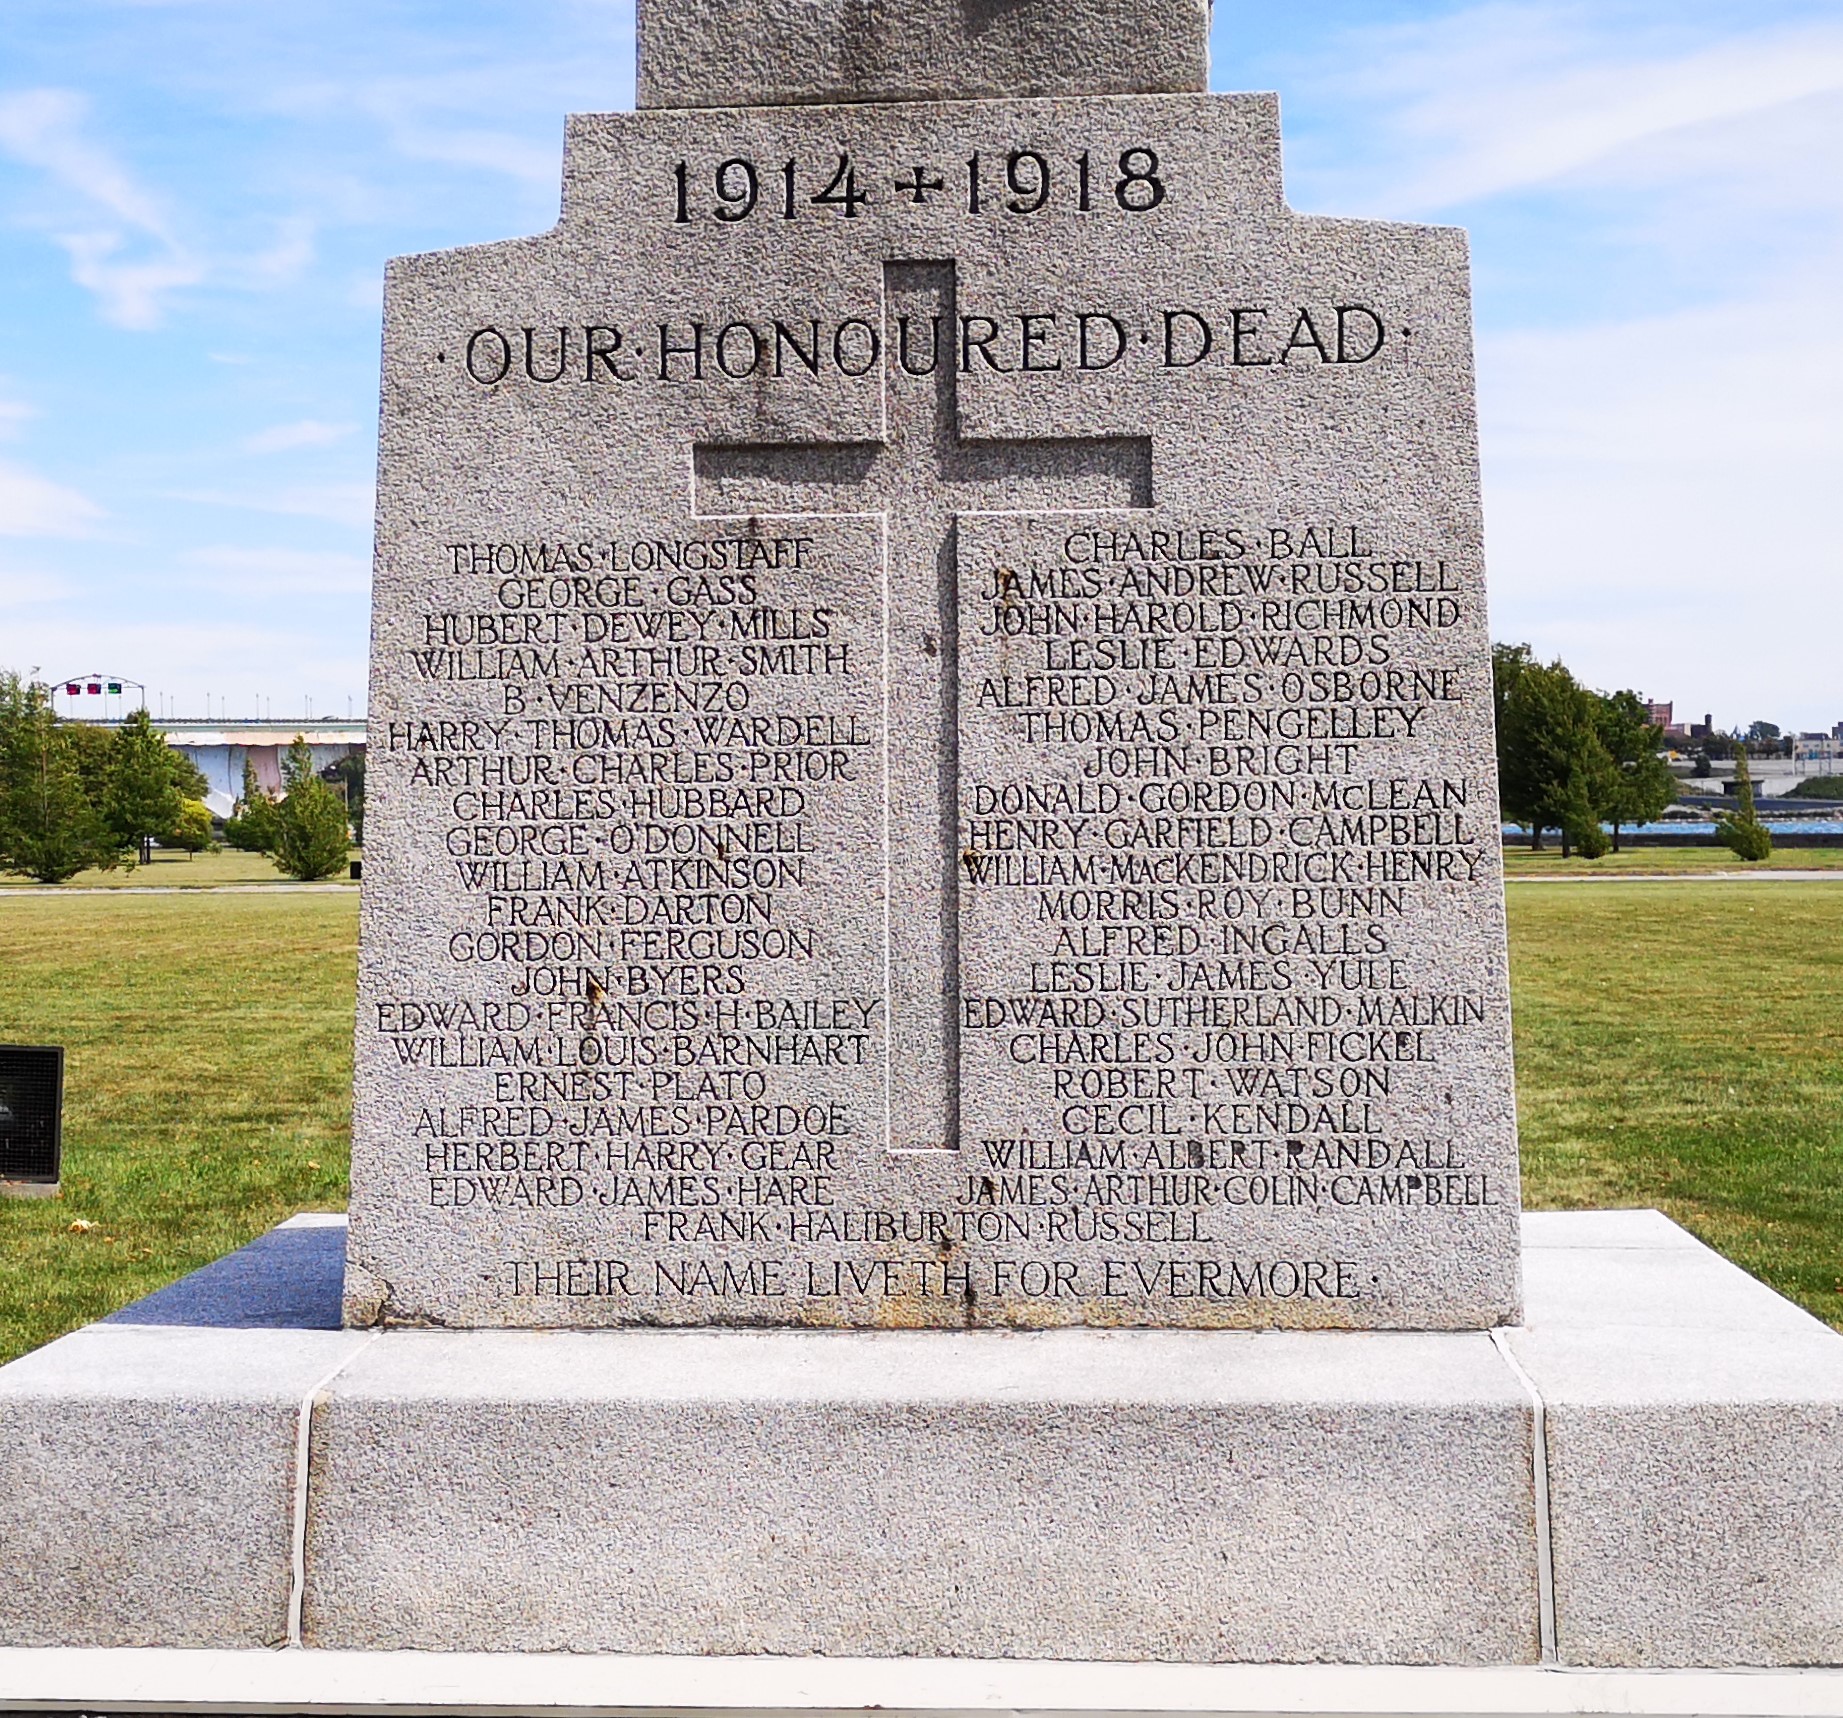 1914 + 1918
· OUR · HONOURED · DEAD ·
THOMAS · LONGSTAFF
GEORGE · GASS
HUBERT · DEWEY · MILLS
WILLIAM · ARTHUR · SMITH
B · VENZENZO
HARRY · THOMAS · WARDELL
ARTHUR · CHARLES · PRIOR
CHARLES · HUBBARD
GEORGE · O'DONNELL
WILLIAM · ATKINSON
FRANK · DARTON
GORDON · FERGUSON
JOHN · BYERS
EDWARD · FRANCIS · H · BAILEY
WILLIAM · LOUIS · BARNHART
ERNEST · PLATO
ALFRED · JAMES · PARDOE
HERBERT · HARRY · GEAR
EDWARD · JAMES · HARE
CHARLES · BALL
JAMES · ANDREW · RUSSELL
JOHN · HAROLD · RICHMOND
LESLIE · EDWARDS
ALFRED · JAMES · OSBORNE
THOMAS · PENGELLEY
JOHN · BRIGHT
DONALD · GORDON · McLEAN
HENRY · GARFIELD · CAMPBELL
WILLIAM · MacKENDRICK · HENRY
MORRIS · ROY · BUNN
ALFRED · INGALLS
LESLIE · JAMES · YULE
EDWARD · SUTHERLAND · MALKIN
CHARLES · JOHN FICKEL
ROBERT · WATSON
CECIL · KENDALL
WILLIAM · ALBERT · RANDALL
JAMES · ARTHUR · COLIN · CAMPBELL
FRANK · HALIBURTON · RUSSELL
· THEIR NAME LIVETH FOR EVERMORE ·